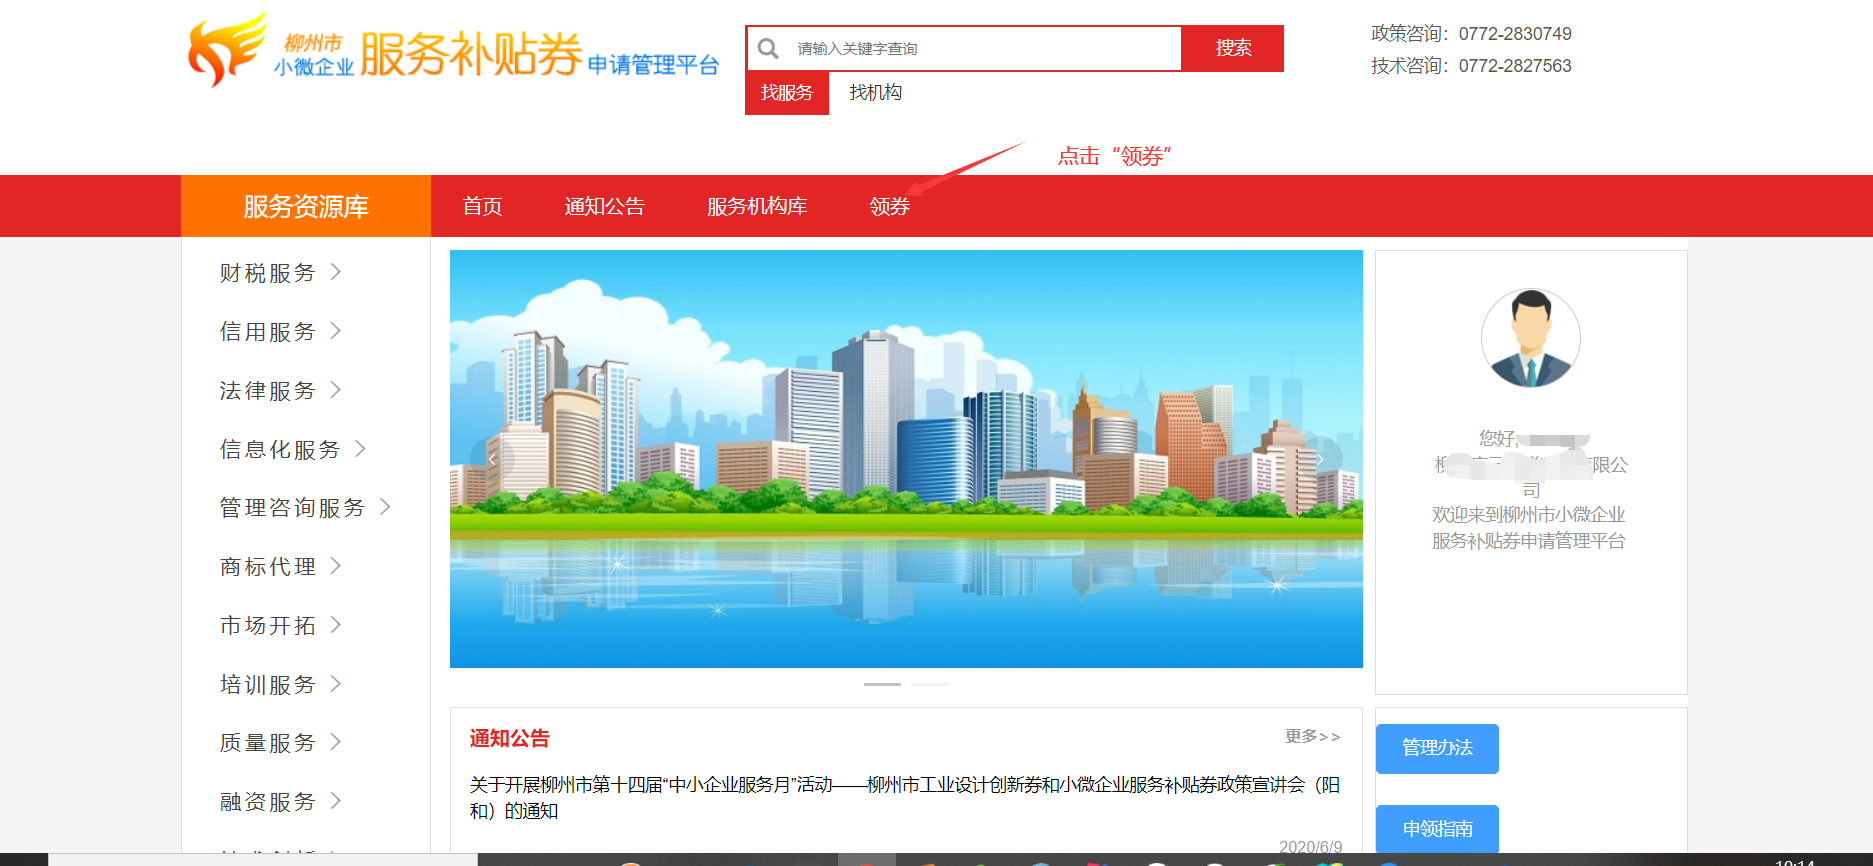 柳州市
小微企业
服务补贴券
申请管理平台
请输入关键字查询
搜索
找服务
找机构
政策咨询：0772-2830749
技术咨询：0772-2827563
点击“领券”
服务资源库
首页
通知公告
服务机构库
领券
财税服务
信用服务
法律服务
信息化服务
管理咨询服务
商标代理
市场开拓
培训服务
质量服务
融资服务
您好,
限公
司
欢迎来到柳州市小微企业
服务补贴券申请管理平台
通知公告
更多>>
关于开展柳州市第十四届“中小企业服务月”活动——柳州市工业设计创新券和小微企业服务补贴券政策宣讲会（阳
和）的通知
2020/6/9
管理办法
申领指南